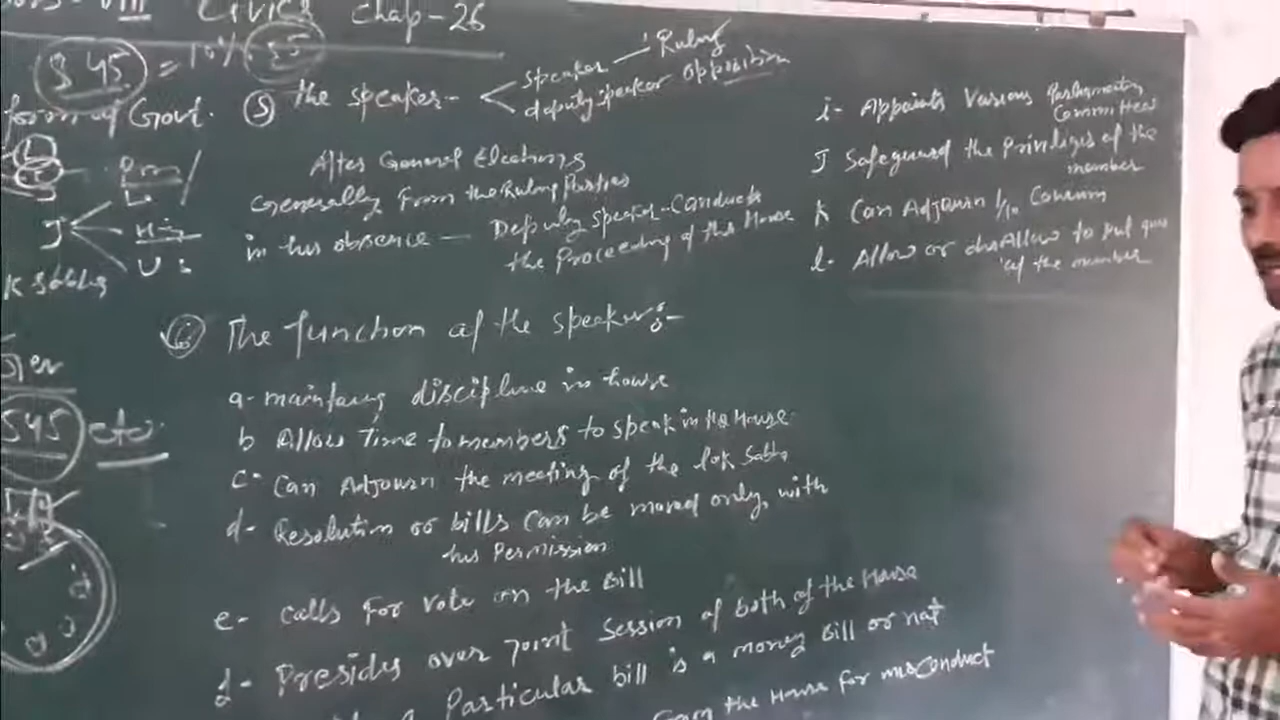 VIII Civics Chap-26
545 = 10%. 55
form of Govt.
etc.
545
(5) the speaker- speaker - Ruling
deputy speaker opposition
After General Elections
Generally From the Ruling Parties
in his absence — Deputy speaker-Conducts
the Proceeding of the House
(6) The function of the speaker:-
a- maintang discipline in house
b Allow Time to members to speak in the House
c- Can Adjourn the meeting of the lok Sabha
d- Resolution or bills Can be moved only, with
his Permission
e- Calls For vote on the Bill
d- Presides over joint Session of both of the House
a Particular bill is a money Bill or not
From the House for misconduct
i- Appoints Various Parliamentary
Committees
J Safeguard the Privileges of the
member
k Can Adjourn 1/10 Coram
l- Allow or disAllow to put ques
of the member